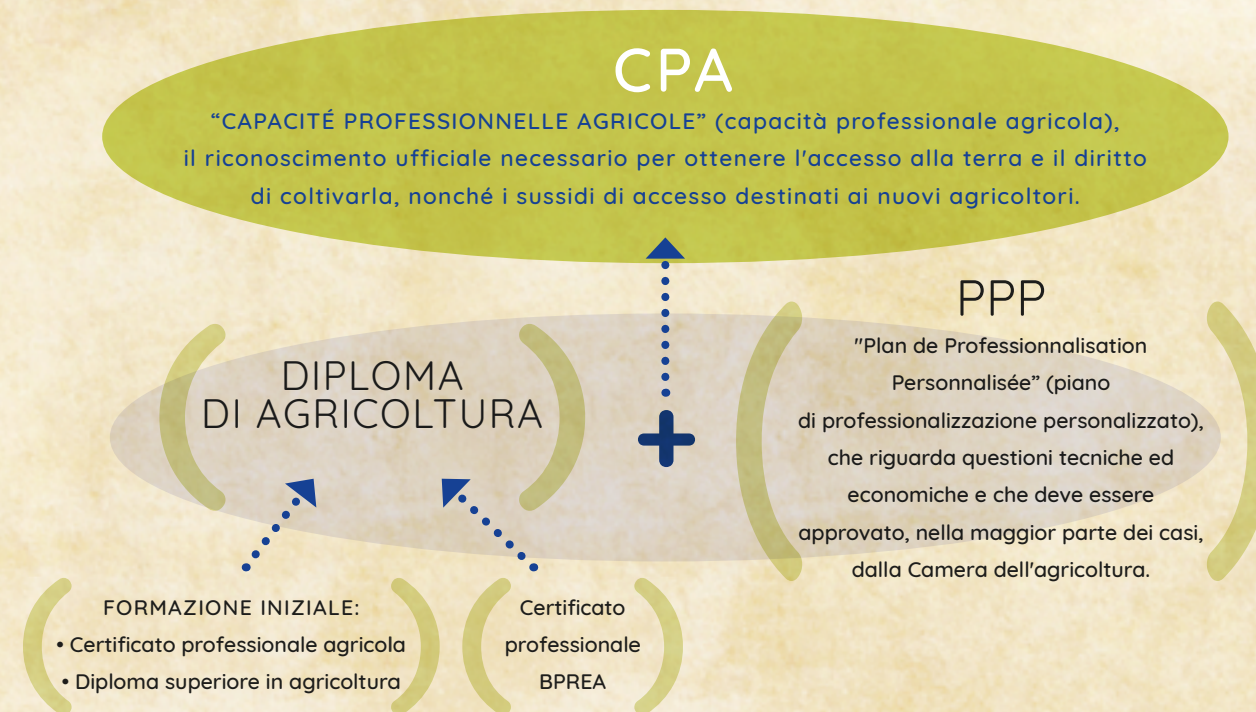 CPA
“CAPACITÉ PROFESSIONNELLE AGRICOLE” (capacità professionale agricola),
il riconoscimento ufficiale necessario per ottenere l'accesso alla terra e il diritto
di coltivarla, nonché i sussidi di accesso destinati ai nuovi agricoltori.
DIPLOMA
DI AGRICOLTURA
PPP
"Plan de Professionnalisation
Personnalisée” (piano
di professionalizzazione personalizzato),
che riguarda questioni tecniche ed
economiche e che deve essere
approvato, nella maggior parte dei casi,
dalla Camera dell'agricoltura.
FORMAZIONE INIZIALE:
• Certificato professionale agricola
• Diploma superiore in agricoltura
Certificato
professionale
BPREA